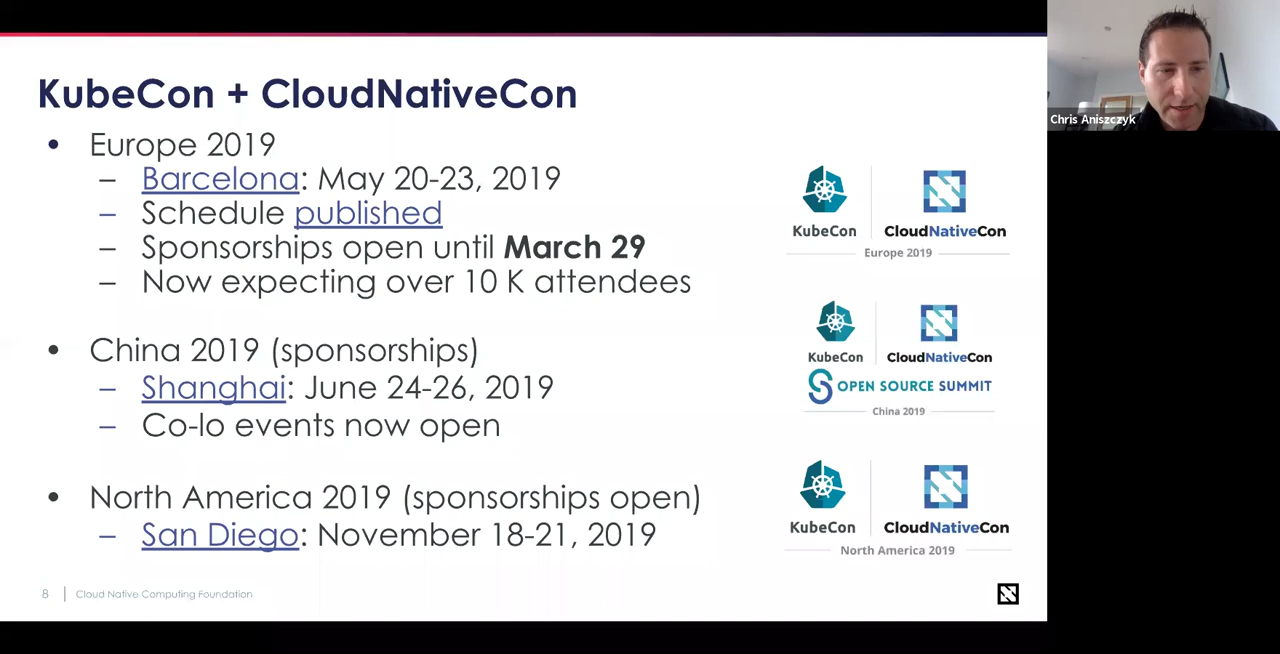 KubeCon + CloudNativeCon
• Europe 2019
– Barcelona: May 20-23, 2019
– Schedule published
– Sponsorships open until March 29
– Now expecting over 10 K attendees
• China 2019 (sponsorships)
– Shanghai: June 24-26, 2019
– Co-lo events now open
• North America 2019 (sponsorships open)
– San Diego: November 18-21, 2019
KubeCon CloudNativeCon
Europe 2019
KubeCon CloudNativeCon
OPEN SOURCE SUMMIT
China 2019
KubeCon CloudNativeCon
North America 2019
8 | Cloud Native Computing Foundation
Chris Aniszczyk